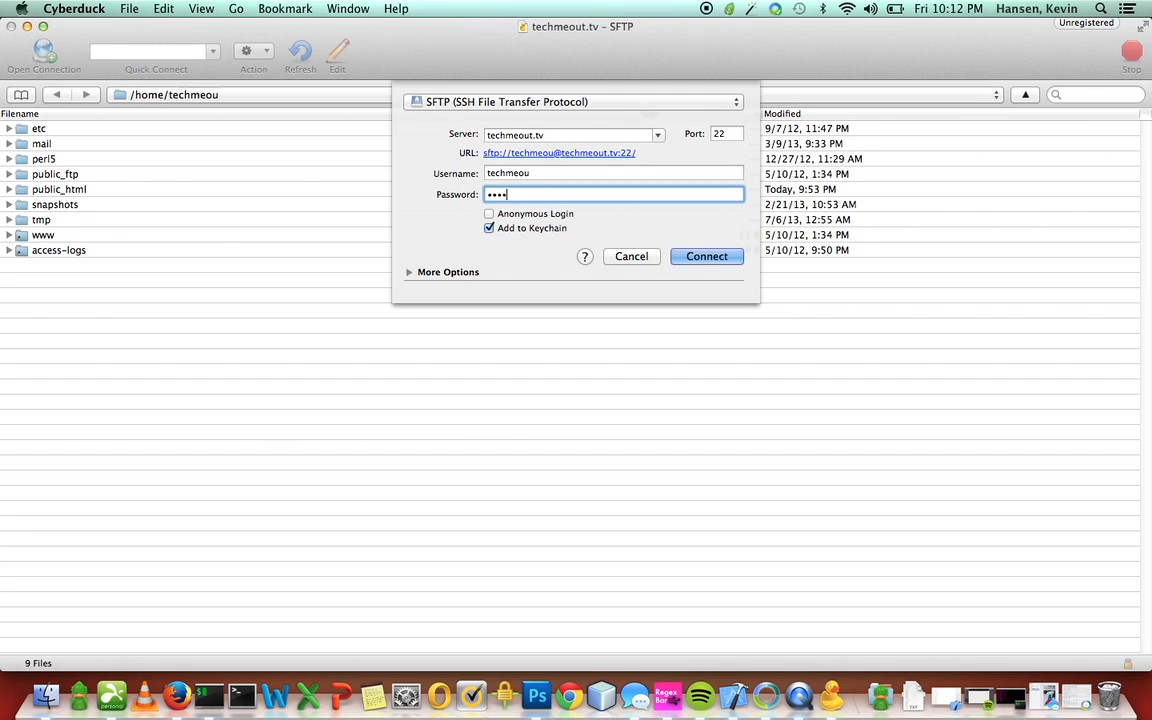 Cyberduck File Edit View Go Bookmark Window Help Fri 10:12 PM Hansen, Kevin
techmeout.tv – SFTP
Unregistered
Open Connection Quick Connect Action Refresh Edit Stop
/home/techmeou
Filename Modified
etc 9/7/12, 11:47 PM
mail 3/9/13, 9:33 PM
perl5 12/27/12, 11:29 AM
public_ftp 5/10/12, 1:34 PM
public_html Today, 9:53 PM
snapshots 2/21/13, 10:53 AM
tmp 7/6/13, 12:55 AM
www 5/10/12, 1:34 PM
access-logs 5/10/12, 9:50 PM
SFTP (SSH File Transfer Protocol)
Server: techmeout.tv Port: 22
URL: sftp://techmeou@techmeout.tv:22/
Username: techmeou
Password: ••••
Anonymous Login
Add to Keychain
? Cancel Connect
More Options
9 Files
personal
Regex Bar
Ps
TXT